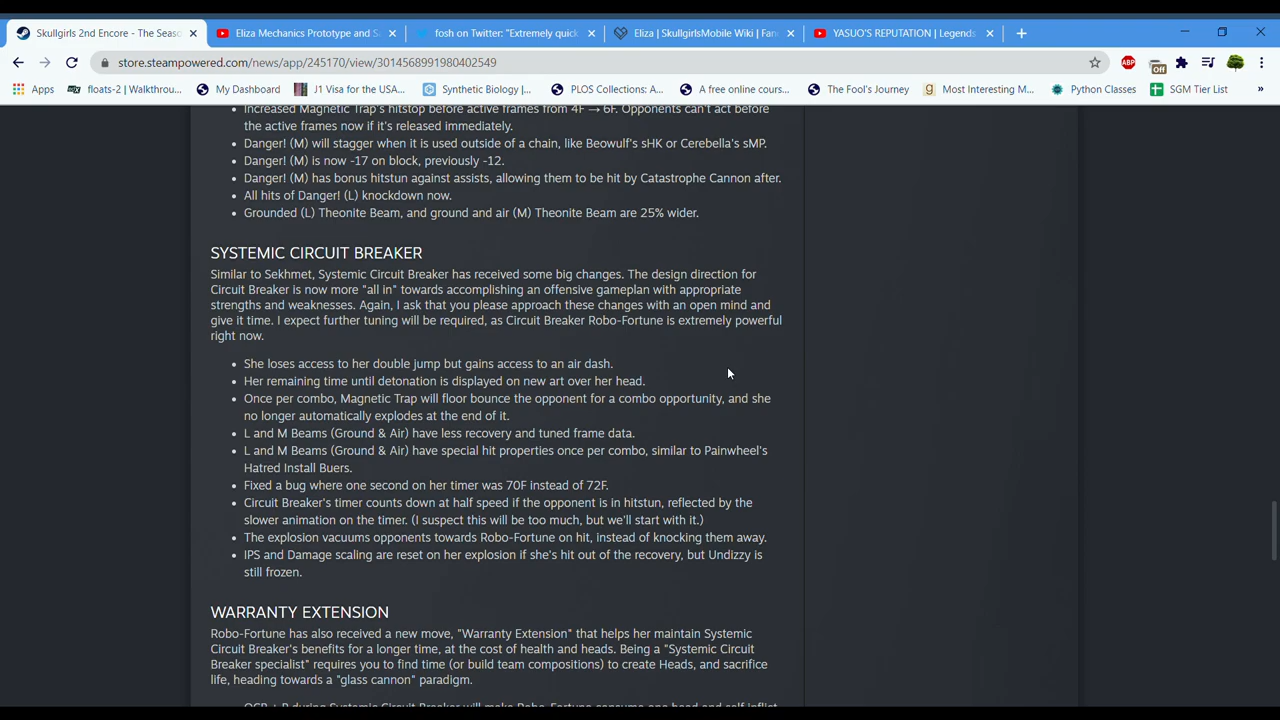 Skullgirls 2nd Encore - The Seaso
Eliza Mechanics Prototype and Sa
fosh on Twitter: "Extremely quick
Eliza | SkullgirlsMobile Wiki | Fan
YASUO'S REPUTATION | Legends
store.steampowered.com/news/app/245170/view/3014568951980402549
ABP
Off
Apps
floats-2 | Walkthrou...
My Dashboard
J1 Visa for the USA...
Synthetic Biology |...
PLOS Collections: A...
A free online cours...
The Fool's Journey
Most Interesting M...
Python Classes
SGM Tier List
»
• Increased Magnetic Trap's hitstop before active frames from 4F → 6F. Opponents can't act before
the active frames now if it's released immediately.
• Danger! (M) will stagger when it is used outside of a chain, like Beowulf's sHK or Cerebella's sMP.
• Danger! (M) is now -17 on block, previously -12.
• Danger! (M) has bonus hitstun against assists, allowing them to be hit by Catastrophe Cannon after.
• All hits of Danger! (L) knockdown now.
• Grounded (L) Theonite Beam, and ground and air (M) Theonite Beam are 25% wider.
SYSTEMIC CIRCUIT BREAKER
Similar to Sekhmet, Systemic Circuit Breaker has received some big changes. The design direction for
Circuit Breaker is now more "all in" towards accomplishing an offensive gameplan with appropriate
strengths and weaknesses. Again, I ask that you please approach these changes with an open mind and
give it time. I expect further tuning will be required, as Circuit Breaker Robo-Fortune is extremely powerful
right now.
• She loses access to her double jump but gains access to an air dash.
• Her remaining time until detonation is displayed on new art over her head.
• Once per combo, Magnetic Trap will floor bounce the opponent for a combo opportunity, and she
no longer automatically explodes at the end of it.
• L and M Beams (Ground & Air) have less recovery and tuned frame data.
• L and M Beams (Ground & Air) have special hit properties once per combo, similar to Painwheel's
Hatred Install Buers.
• Fixed a bug where one second on her timer was 70F instead of 72F.
• Circuit Breaker's timer counts down at half speed if the opponent is in hitstun, reflected by the
slower animation on the timer. (I suspect this will be too much, but we'll start with it.)
• The explosion vacuums opponents towards Robo-Fortune on hit, instead of knocking them away.
• IPS and Damage scaling are reset on her explosion if she's hit out of the recovery, but Undizzy is
still frozen.
WARRANTY EXTENSION
Robo-Fortune has also received a new move, "Warranty Extension" that helps her maintain Systemic
Circuit Breaker's benefits for a longer time, at the cost of health and heads. Being a "Systemic Circuit
Breaker specialist" requires you to find time (or build team compositions) to create Heads, and sacrifice
life, heading towards a "glass cannon" paradigm.
during Systemic Circuit Breaker will make Robo-Fortune consume one head and self inflict